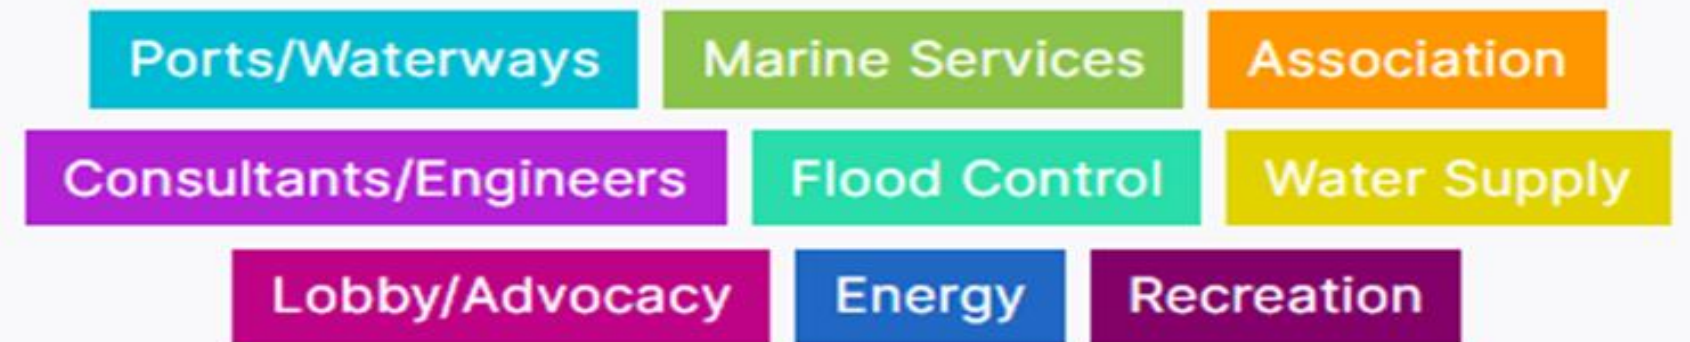 Ports/Waterways Marine Services Association
Consultants/Engineers Flood Control Water Supply
Lobby/Advocacy Energy Recreation